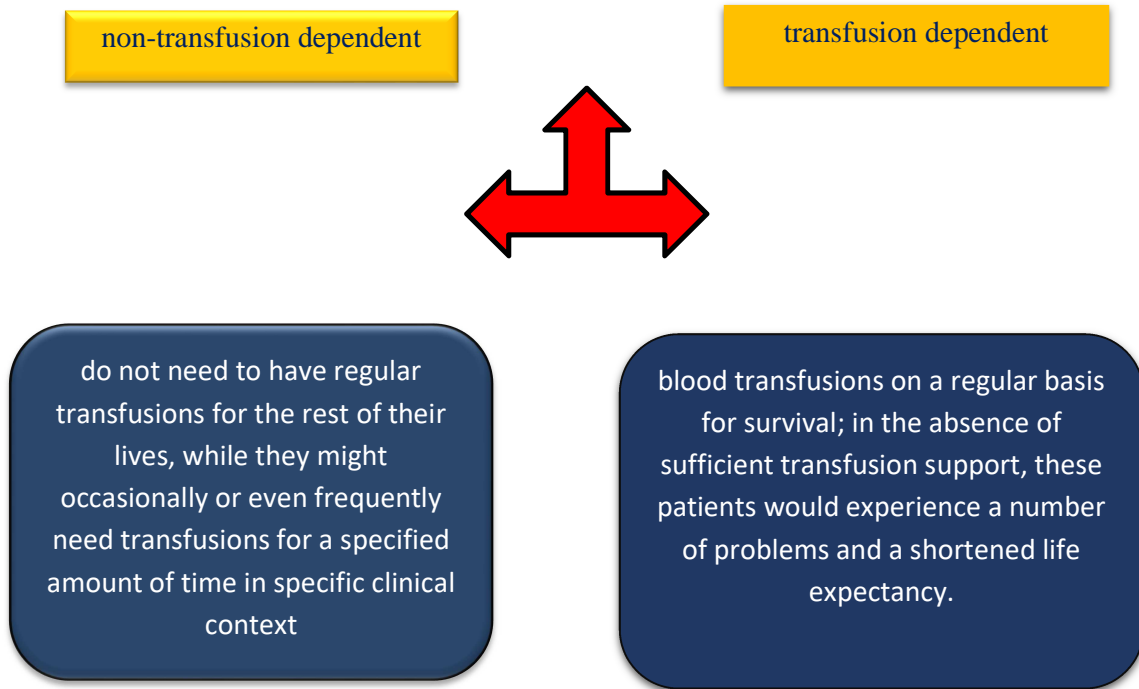 non-transfusion dependent
transfusion dependent
do not need to have regular
transfusions for the rest of their
lives, while they might
occasionally or even frequently
need transfusions for a specified
amount of time in specific clinical
context
blood transfusions on a regular basis
for survival; in the absence of
sufficient transfusion support, these
patients would experience a number
of problems and a shortened life
expectancy.